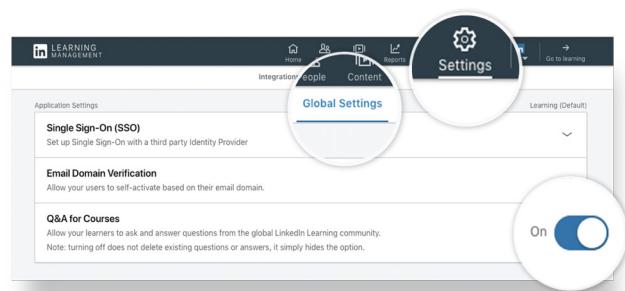 in LEARNING
MANAGEMENT
Home
Reports
Settings
Go to learning
People Content
Global Settings
Application Settings
Learning (Default)
Single Sign-On (SSO)
Set up Single Sign-On with a third party Identity Provider
Email Domain Verification
Allow your users to self-activate based on their email domain.
Q&A for Courses
Allow your learners to ask and answer questions from the global LinkedIn Learning community.
Note: turning off does not delete existing questions or answers, it simply hides the option.
On